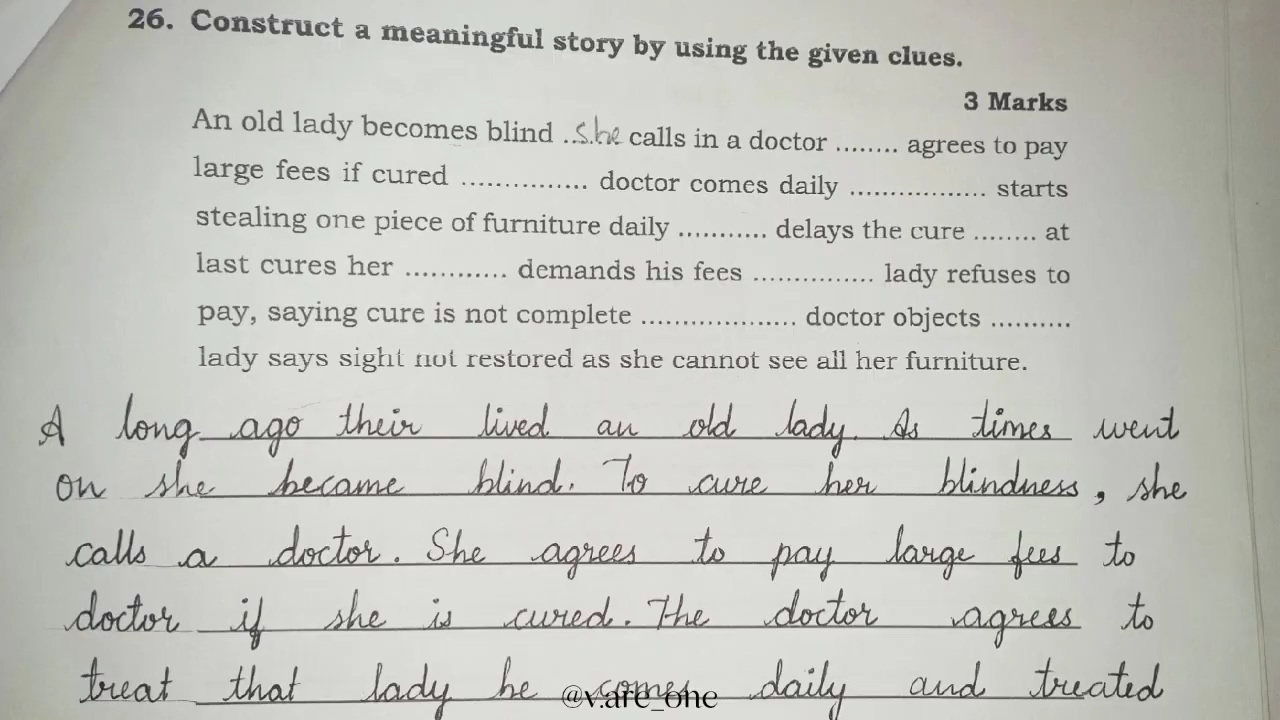 26. Construct a meaningful story by using the given clues.
3 Marks
An old lady becomes blind ..she calls in a doctor ........ agrees to pay
large fees if cured ............... doctor comes daily ................. starts
stealing one piece of furniture daily ........... delays the cure ........ at
last cures her ............ demands his fees ............... lady refuses to
pay, saying cure is not complete ................... doctor objects ..........
lady says sight not restored as she cannot see all her furniture.
A long ago their lived an old lady. As times went
on she became blind. To cure her blindness, she
calls a doctor. She agrees to pay large fees to
doctor if she is cured. The doctor agrees to
treat that lady he comes daily and treated
@v.are_one